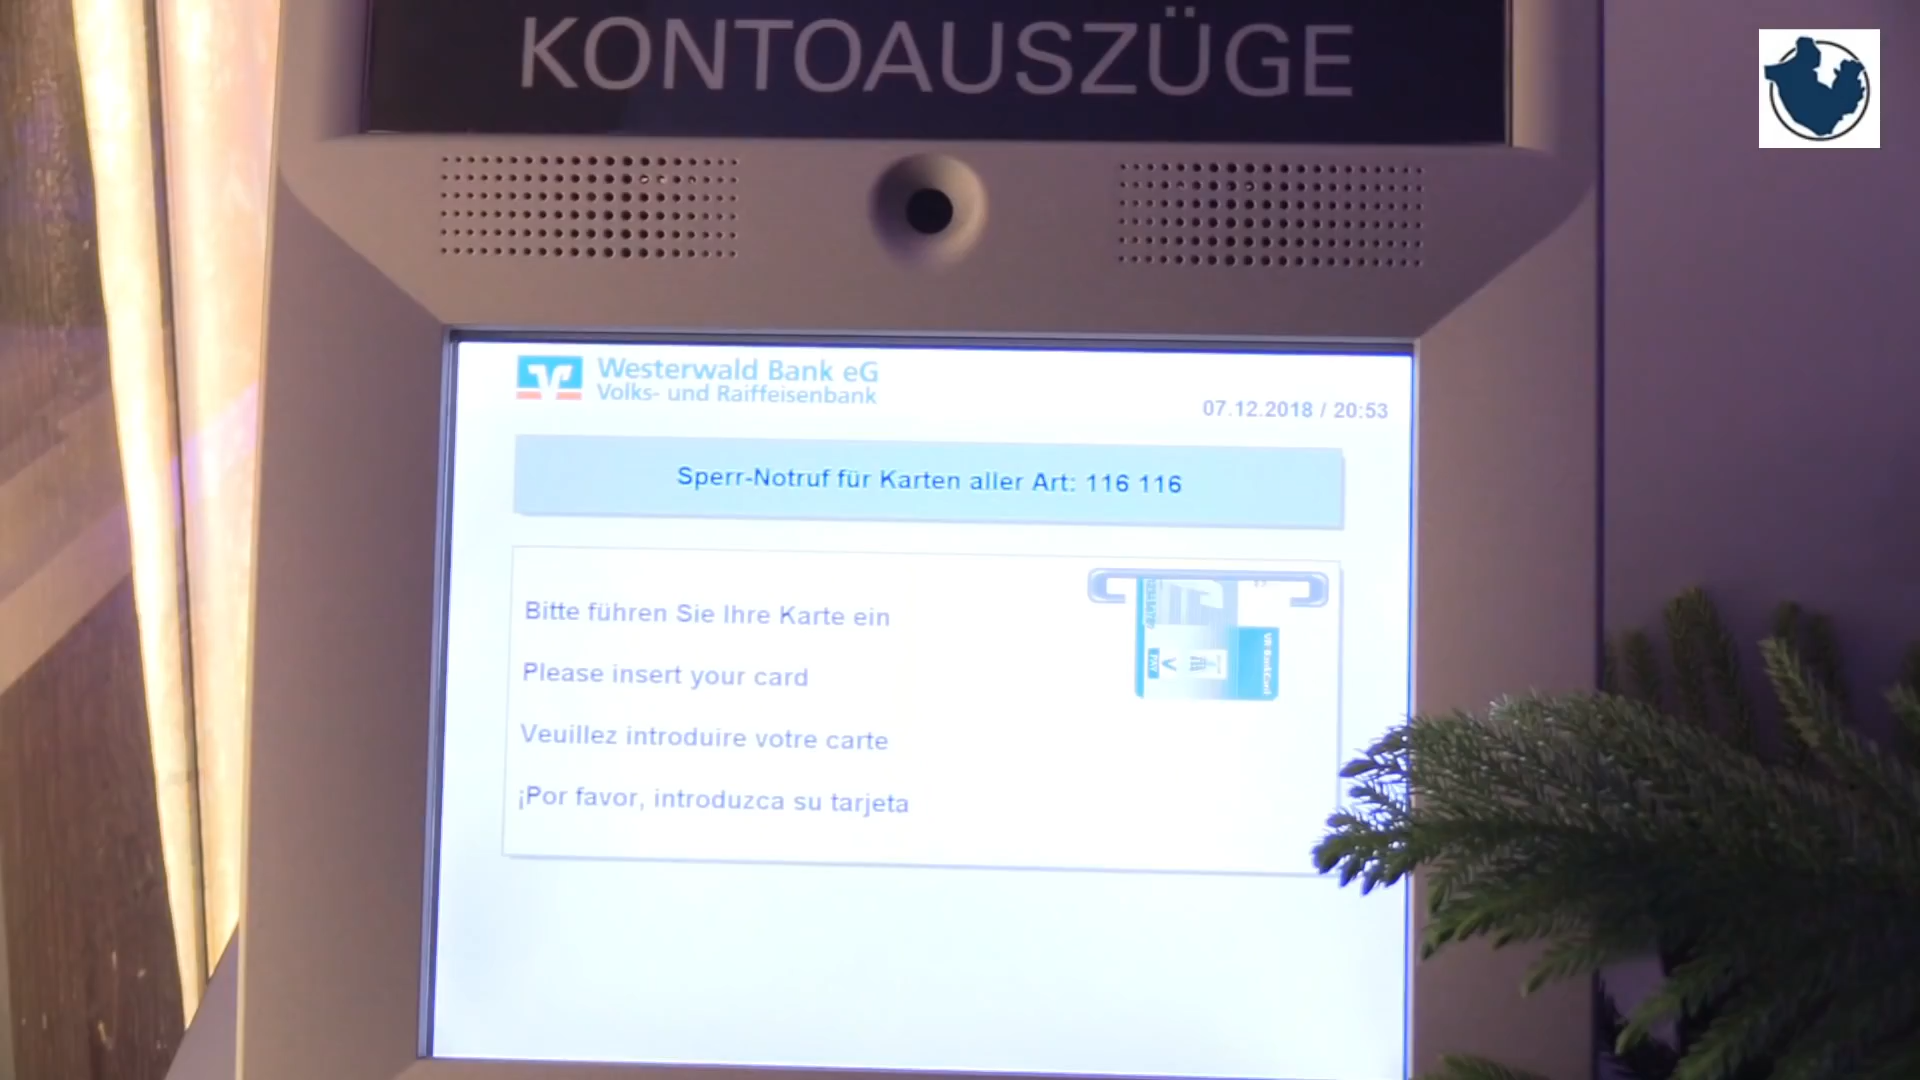 KONTOAUSZÜGE
Westerwald Bank eG
Volks- und Raiffeisenbank
07.12.2018 / 20:53
Sperr-Notruf für Karten aller Art: 116 116
Bitte führen Sie Ihre Karte ein
Please insert your card
Veuillez introduire votre carte
¡Por favor, introduzca su tarjeta
VR-BankCard